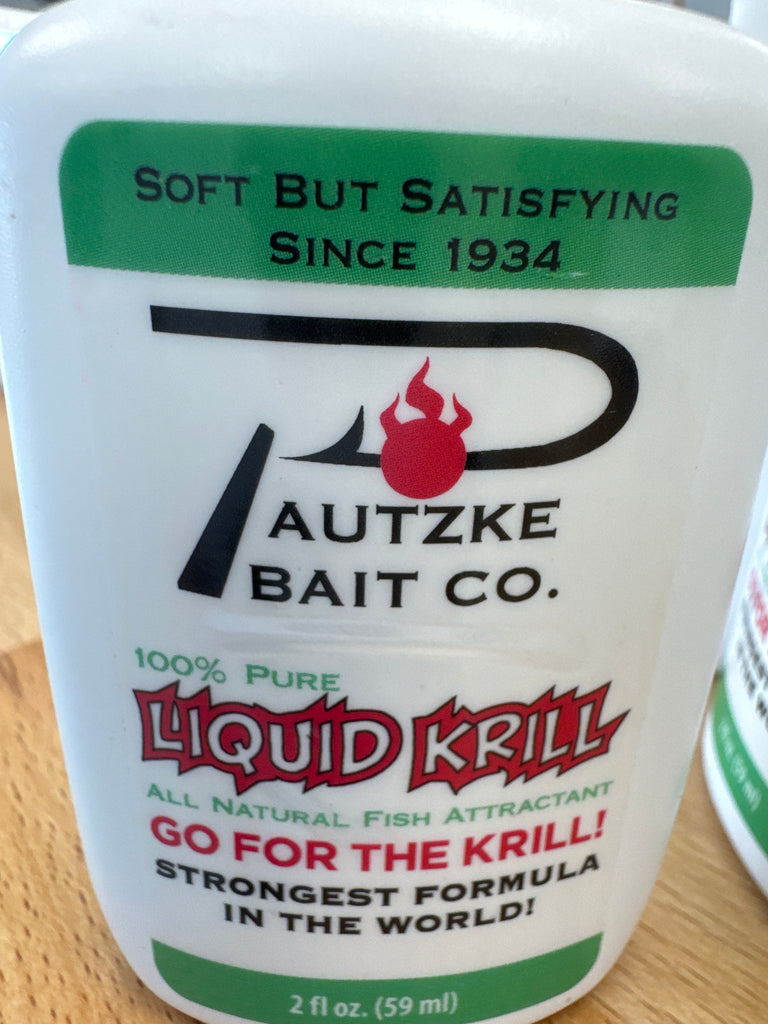 SOFT BUT SATISFYING
SINCE 1934
PAUTZKE
BAIT CO.
100% PURE
LIQUID KRILL
ALL NATURAL FISH ATTRACTANT
GO FOR THE KRILL!
STRONGEST FORMULA
IN THE WORLD!
2 fl oz. (59 ml)